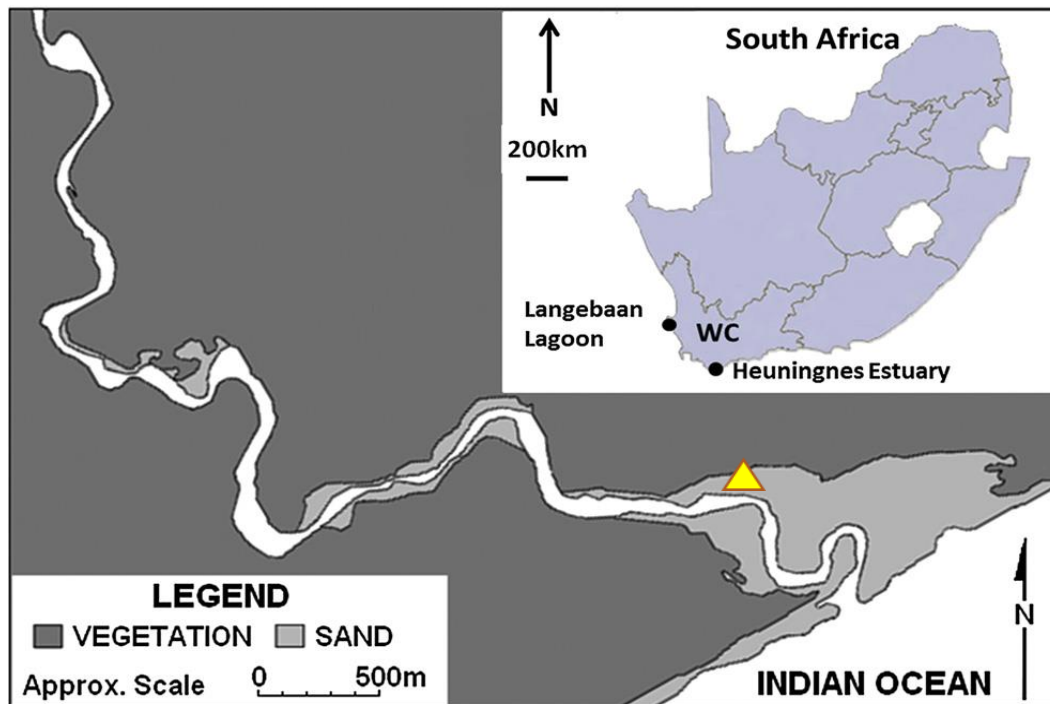 South Africa
N
200km
Langebaan
Lagoon
WC
Heuningnes Estuary
LEGEND
VEGETATION SAND
Approx. Scale 0 500m
N
INDIAN OCEAN